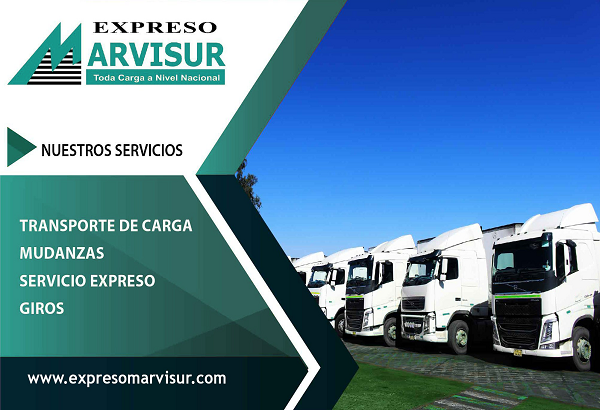 EXPRESO
MARVISUR
Toda Carga a Nivel Nacional
NUESTROS SERVICIOS
TRANSPORTE DE CARGA
MUDANZAS
SERVICIO EXPRESO
GIROS
www.expresomarvisur.com